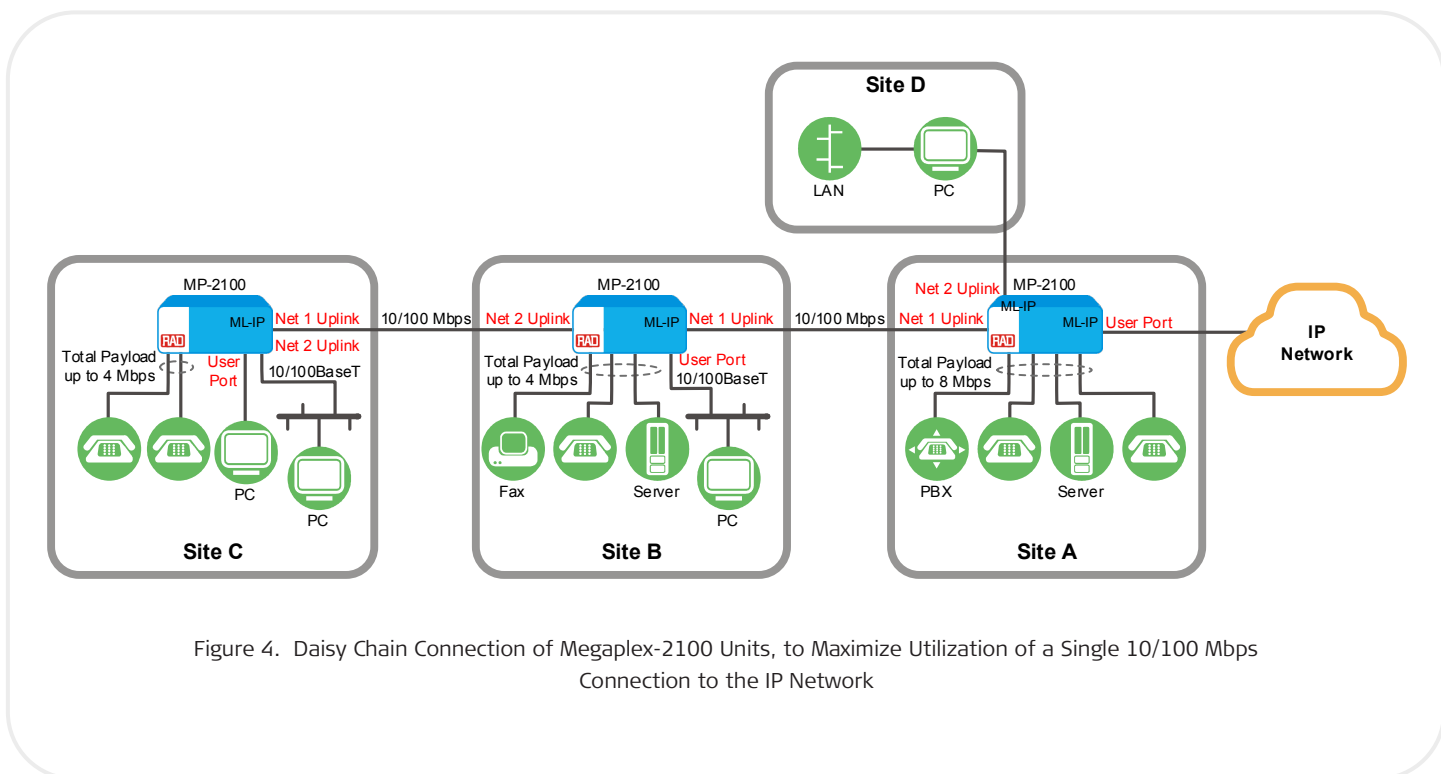 Site D
LAN
PC
MP-2100
ML-IP
RAD
Net 1 Uplink
Net 2 Uplink
10/100BaseT
Total Payload
up to 4 Mbps
User
Port
PC
PC
Site C
10/100 Mbps
MP-2100
Net 2 Uplink
ML-IP
RAD
Net 1 Uplink
User Port
10/100BaseT
Total Payload
up to 4 Mbps
Fax
Server
PC
Site B
10/100 Mbps
MP-2100
Net 2 Uplink
ML-IP
Net 1 Uplink
ML-IP
RAD
User Port
Total Payload
up to 8 Mbps
PBX
Server
Site A
IP
Network
Figure 4. Daisy Chain Connection of Megaplex-2100 Units, to Maximize Utilization of a Single 10/100 Mbps
Connection to the IP Network